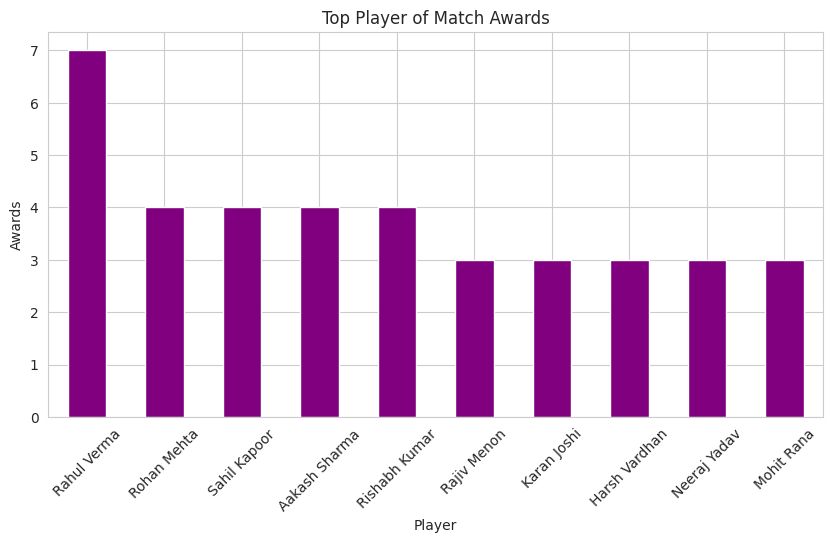 Top Player of Match Awards
Awards
7
6
5
4
3
2
1
0
Rahul Verma
Rohan Mehta
Sahil Kapoor
Aakash Sharma
Rishabh Kumar
Rajiv Menon
Karan Joshi
Harsh Vardhan
Neeraj Yadav
Mohit Rana
Player